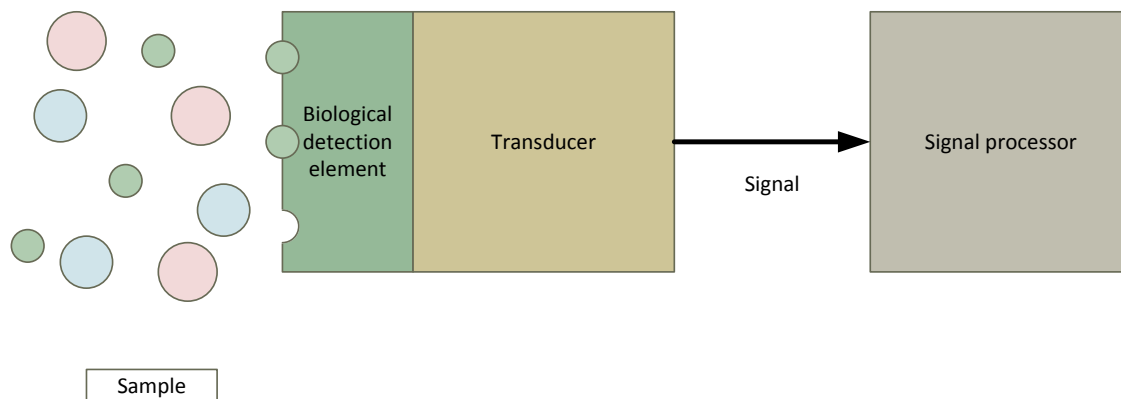 Biological
detection
element
Transducer
Signal
Signal processor
Sample